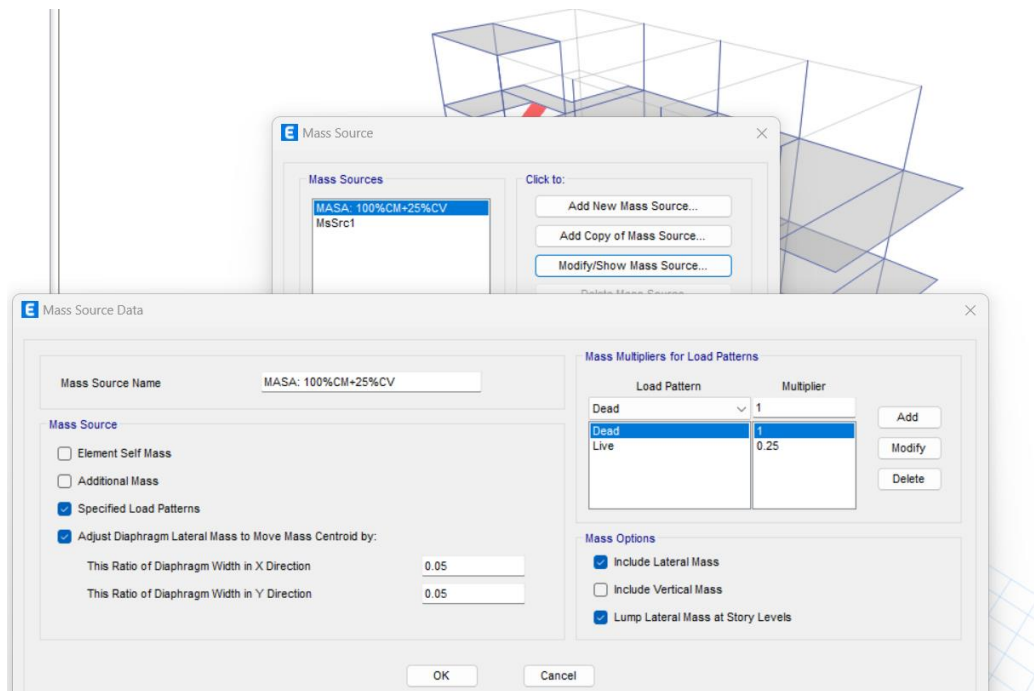 E Mass Source
Mass Sources
MASA: 100%CM+25%CV
MsSrc1
Click to:
Add New Mass Source...
Add Copy of Mass Source...
Modify/Show Mass Source...
Delete Mass Source
E Mass Source Data
Mass Source Name MASA: 100%CM+25%CV
Mass Source
Element Self Mass
Additional Mass
Specified Load Patterns
Adjust Diaphragm Lateral Mass to Move Mass Centroid by:
This Ratio of Diaphragm Width in X Direction 0.05
This Ratio of Diaphragm Width in Y Direction 0.05
Mass Multipliers for Load Patterns
Load Pattern Multiplier
Dead 1
Dead 1
Live 0.25
Add
Modify
Delete
Mass Options
Include Lateral Mass
Include Vertical Mass
Lump Lateral Mass at Story Levels
OK Cancel